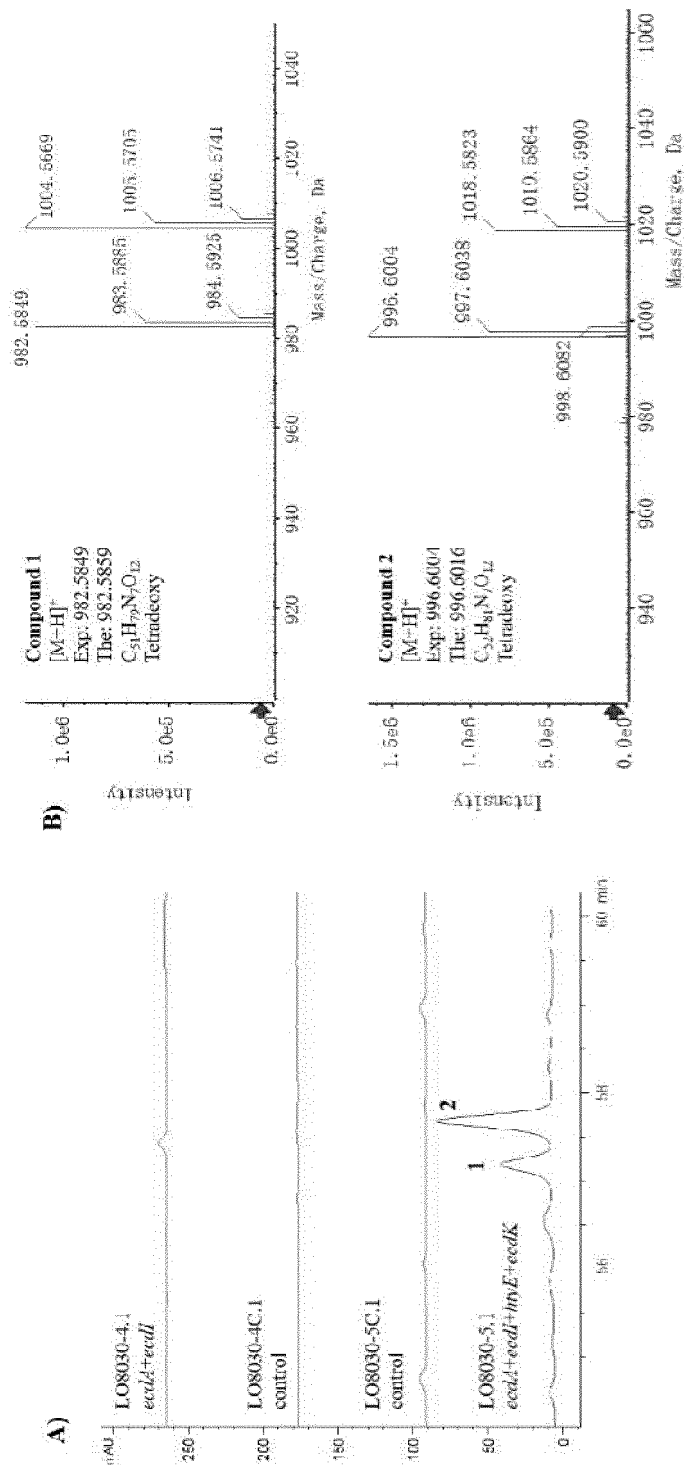 A)
mAU
250
200
150
100
50
0
LO8030-4.1
ecdA+ecdI
LO8030-4C.1
control
LO8030-5C.1
control
LO8030-5.1
ecdA+ecdI+htyE+ecdK
1
2
56
58
60 min
B)
Intensity
1.0e6
5.0e5
0.0e0
Compound 1
[M+H]+
Exp: 982.5849
The: 982.5859
C51H79N7O12
Tetradeoxy
982.5849
983.5885
984.5925
1004.5669
1005.5705
1006.5741
920
940
960
980
1000
1020
1040
Mass/Charge, Da
Intensity
1.5e6
1.0e6
5.0e5
0.0e0
Compound 2
[M+H]+
Exp: 996.6004
The: 996.6016
C52H81N7O12
Tetradeoxy
996.6004
997.6038
998.6082
1018.5823
1019.5864
1020.5900
940
960
980
1000
1020
1040
1060
Mass/Charge, Da